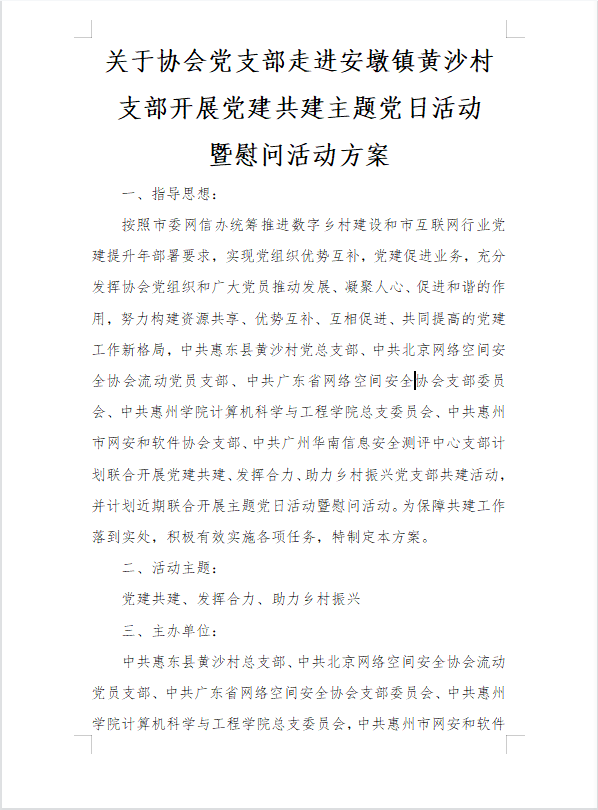 关于协会党支部走进安墩镇黄沙村
支部开展党建共建主题党日活动
暨慰问活动方案
一、指导思想：
按照市委网信办统筹推进数字乡村建设和市互联网行业党
建提升年部署要求，实现党组织优势互补，党建促进业务，充分
发挥协会党组织和广大党员推动发展、凝聚人心、促进和谐的作
用，努力构建资源共享、优势互补、互相促进、共同提高的党建
工作新格局，中共惠东县黄沙村党总支部、中共北京网络空间安
全协会流动党员支部、中共广东省网络空间安全协会支部委员
会、中共惠州学院计算机科学与工程学院总支委员会、中共惠州
市网安和软件协会支部、中共广州华南信息安全测评中心支部计
划联合开展党建共建、发挥合力、助力乡村振兴党支部共建活动，
并计划近期联合开展主题党日活动暨慰问活动。为保障共建工作
落到实处，积极有效实施各项任务，特制定本方案。
二、活动主题：
党建共建、发挥合力、助力乡村振兴
三、主办单位：
中共惠东县黄沙村总支部、中共北京网络空间安全协会流动
党员支部、中共广东省网络空间安全协会支部委员会、中共惠州
学院计算机科学与工程学院总支委员会，中共惠州市网安和软件